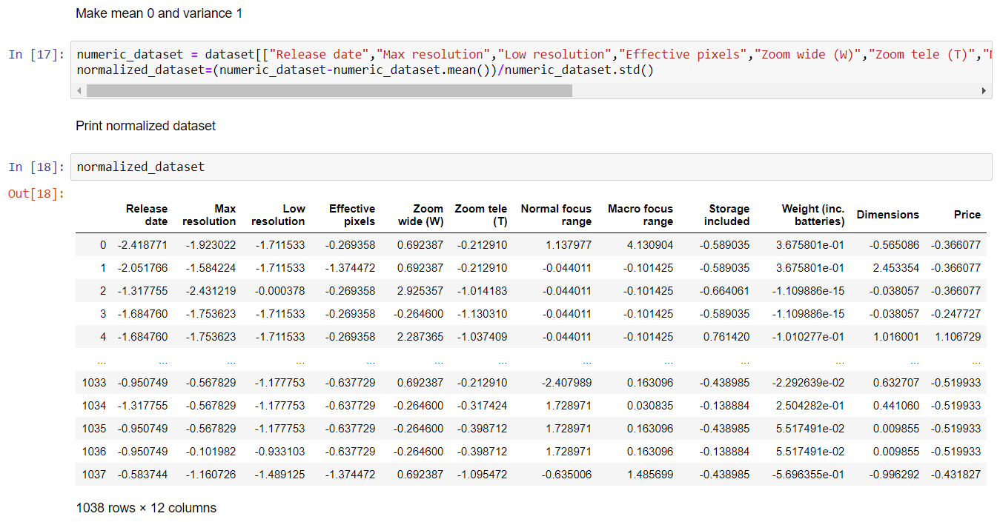 Make mean 0 and variance 1
In [17]: numeric_dataset = dataset[["Release date","Max resolution","Low resolution","Effective pixels","Zoom wide (W)","Zoom tele (T)","
normalized_dataset=(numeric_dataset-numeric_dataset.mean())/numeric_dataset.std()
Print normalized dataset
In [18]: normalized_dataset
Out[18]:
Release Max Low Effective Zoom Zoom tele Normal focus Macro focus Storage Weight (inc. Dimensions Price
date resolution resolution pixels wide (W) (T) range range included batteries)
0 -2.418771 -1.923022 -1.711533 -0.269358 0.692387 -0.212910 1.137977 4.130904 -0.589035 3.675801e-01 -0.565086 -0.366077
1 -2.051766 -1.584224 -1.711533 -1.374472 0.692387 -0.212910 -0.044011 -0.101425 -0.589035 3.675801e-01 2.453354 -0.366077
2 -1.317755 -2.431219 -0.000378 -0.269358 2.925357 -1.014183 -0.044011 -0.101425 -0.664061 -1.109886e-15 -0.038057 -0.366077
3 -1.684760 -1.753623 -1.711533 -0.269358 -0.264600 -1.130310 -0.044011 -0.101425 -0.589035 -1.109886e-15 -0.038057 -0.247727
4 -1.684760 -1.753623 -1.711533 -0.269358 2.287365 -1.037409 -0.044011 -0.101425 0.761420 -1.010277e-01 1.016001 1.106729
... ... ... ... ... ... ... ... ... ... ... ... ...
1033 -0.950749 -0.567829 -1.177753 -0.637729 0.692387 -0.212910 -2.407989 0.163096 -0.438985 -2.292639e-02 0.632707 -0.519933
1034 -1.317755 -0.567829 -1.177753 -0.637729 -0.264600 -0.317424 1.728971 0.030835 -0.138884 2.504282e-01 0.441060 -0.519933
1035 -0.950749 -0.567829 -1.177753 -0.637729 -0.264600 -0.398712 1.728971 0.163096 -0.438985 5.517491e-02 0.009855 -0.519933
1036 -0.950749 -0.101982 -0.933103 -0.637729 -0.264600 -0.398712 1.728971 0.163096 -0.138884 5.517491e-02 0.009855 -0.519933
1037 -0.583744 -1.160726 -1.489125 -1.374472 0.692387 -1.095472 -0.635006 1.485699 -0.438985 -5.696355e-01 -0.996292 -0.431827
1038 rows × 12 columns